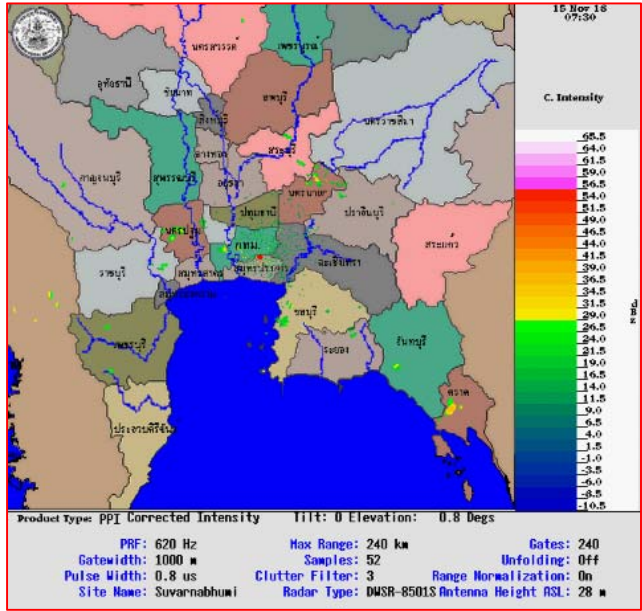 15 Nov 18
07:30
เพชรบูรณ์
นครสวรรค์
อุทัยธานี
ชัยนาท
ลพบุรี
สิงห์บุรี
นครราชสีมา
สระบุรี
อ่างทอง
กาญจนบุรี
สุพรรณบุรี
อยุธยา
นครนายก
ปราจีนบุรี
ปทุมธานี
สระแก้ว
นครปฐม
กทม.
ฉะเชิงเทรา
สมุทรสาคร
สมุทรปราการ
ราชบุรี
ชลบุรี
เพชรบุรี
ระยอง
จันทบุรี
ตราด
ประจวบคีรีขันธ์
C. Intensity
65.5
64.0
61.5
59.0
56.5
54.0
51.5
49.0
46.5
44.0
41.5
39.0
36.5
34.0
31.5
29.0
26.5
24.0
21.5
19.0
16.5
14.0
11.5
9.0
6.5
4.0
1.5
-1.0
-3.5
-6.0
-8.5
-10.5
Product Type: PPI Corrected Intensity Tilt: 0 Elevation: 0.8 Degs
PRF: 620 Hz Max Range: 240 km Gates: 240
Gatewidth: 1000 m Samples: 52 Unfolding: Off
Pulse Width: 0.8 us Clutter Filter: 3 Range Normalization: On
Site Name: Suvarnabhumi Radar Type: DWSR-8501S Antenna Height ASL: 28 m